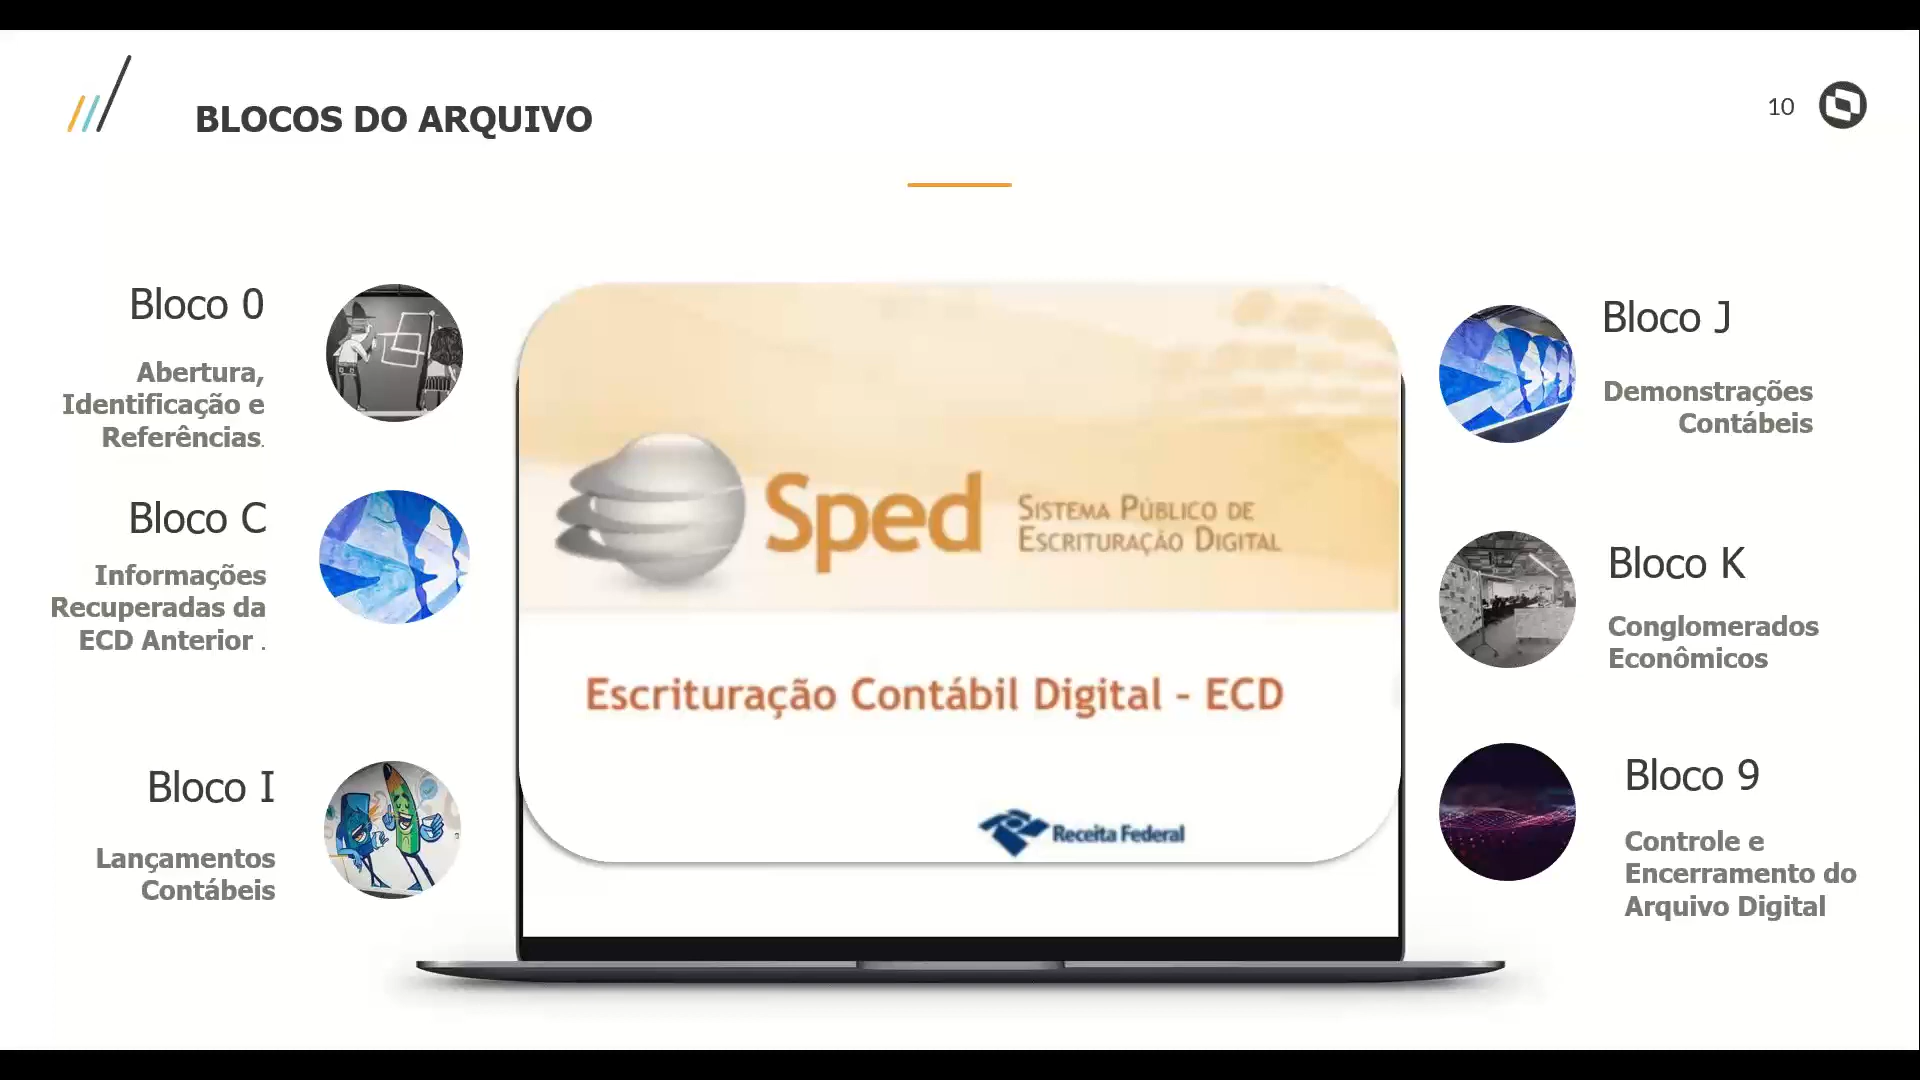 BLOCOS DO ARQUIVO
10
Bloco 0
Abertura,
Identificação e
Referências.
Bloco C
Informações
Recuperadas da
ECD Anterior .
Bloco I
Lançamentos
Contábeis
Sped
SISTEMA PÚBLICO DE
ESCRITURAÇÃO DIGITAL
Escrituração Contábil Digital - ECD
Receita Federal
Bloco J
Demonstrações
Contábeis
Bloco K
Conglomerados
Econômicos
Bloco 9
Controle e
Encerramento do
Arquivo Digital